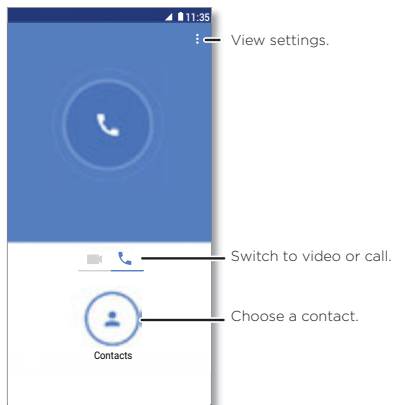 11:35
View settings.
Switch to video or call.
Choose a contact.
Contacts